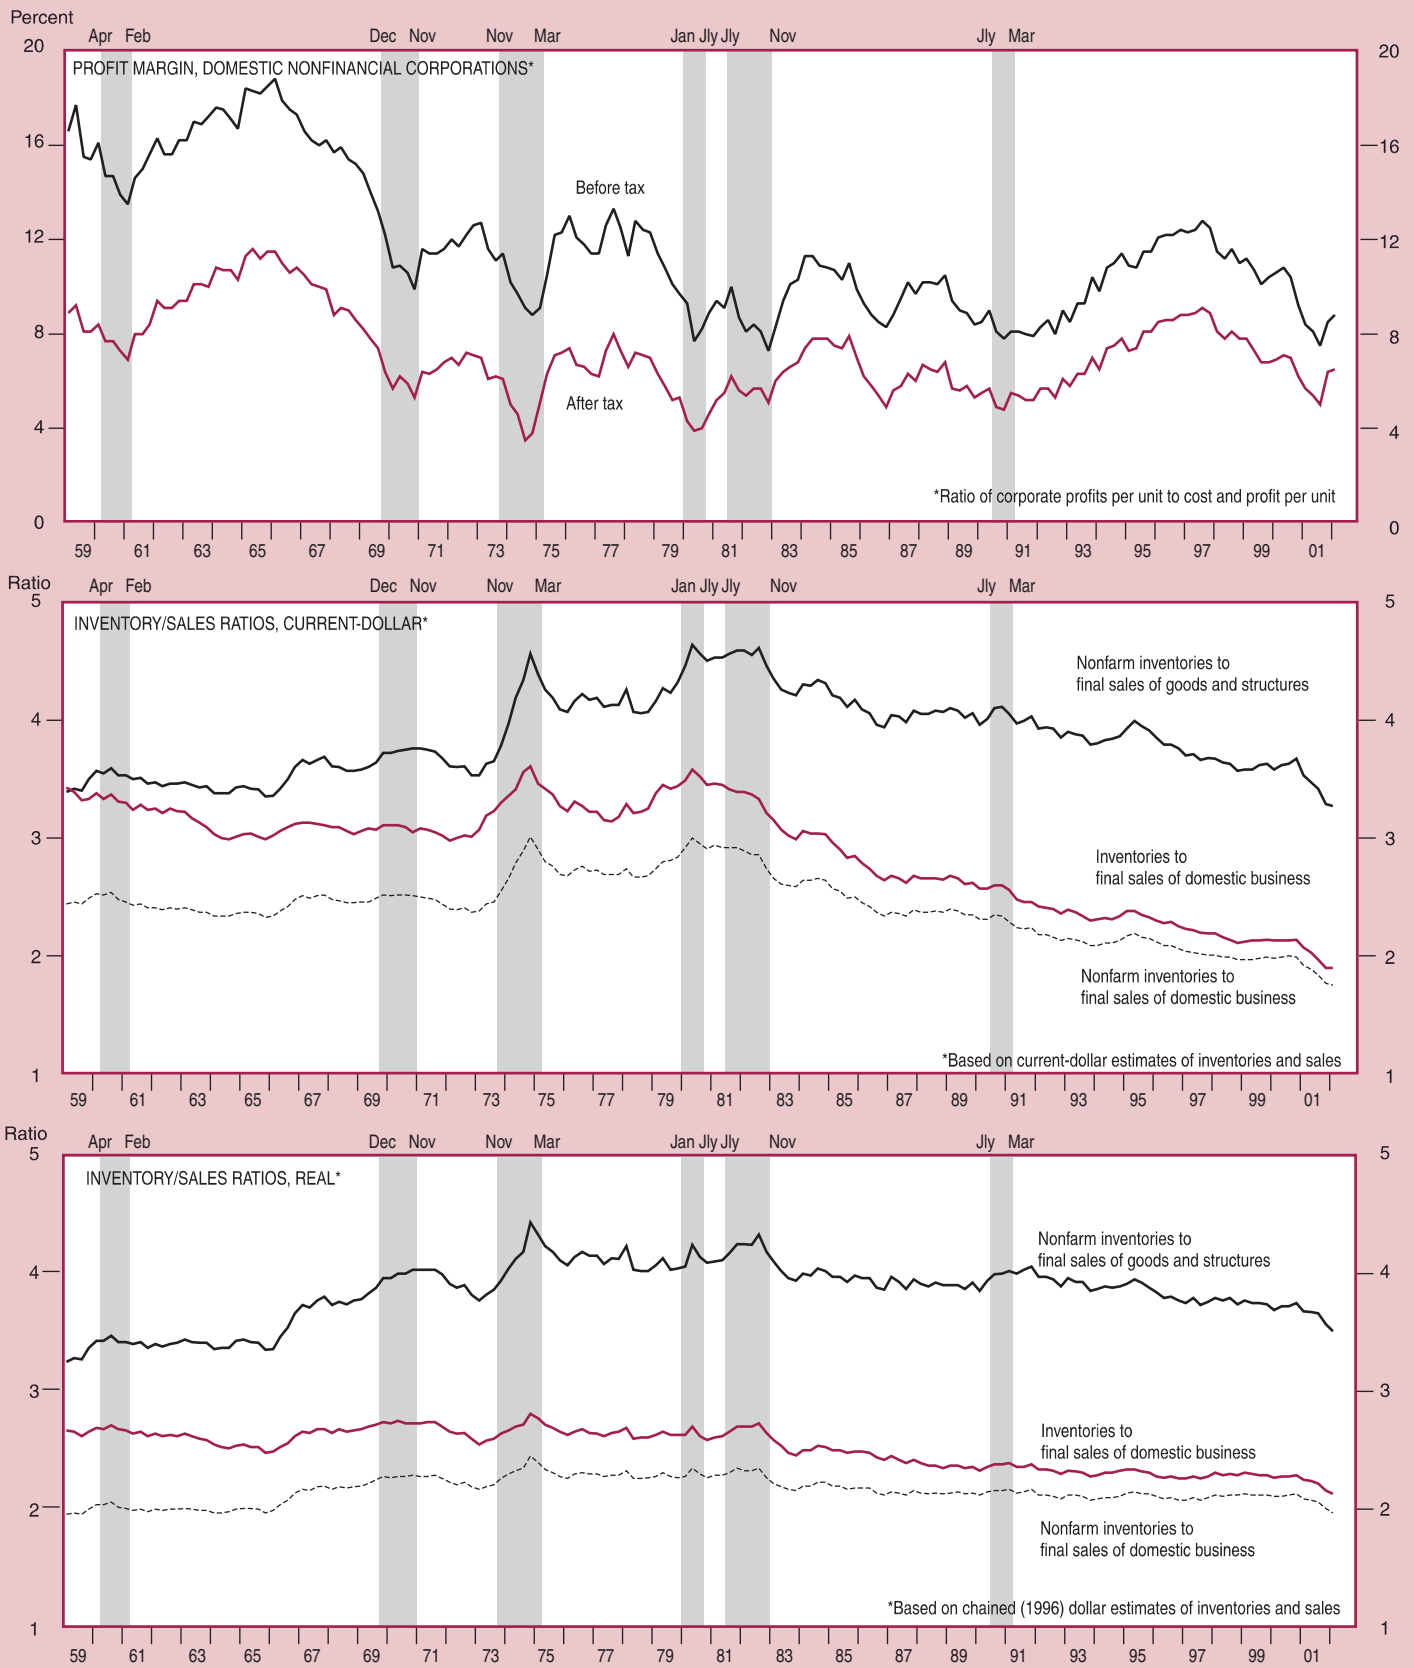 Percent
Apr Feb Dec Nov Nov Mar Jan Jly Jly Nov Jly Mar
20 20
PROFIT MARGIN, DOMESTIC NONFINANCIAL CORPORATIONS*
16 16
Before tax
12 12
8 8
After tax
4 4
*Ratio of corporate profits per unit to cost and profit per unit
0 0
59 61 63 65 67 69 71 73 75 77 79 81 83 85 87 89 91 93 95 97 99 01
Ratio
Apr Feb Dec Nov Nov Mar Jan Jly Jly Nov Jly Mar
5 5
INVENTORY/SALES RATIOS, CURRENT-DOLLAR*
Nonfarm inventories to
final sales of goods and structures
4 4
3 3
Inventories to
final sales of domestic business
2 2
Nonfarm inventories to
final sales of domestic business
*Based on current-dollar estimates of inventories and sales
1 1
59 61 63 65 67 69 71 73 75 77 79 81 85 87 89 91 93 95 97 99 01
Ratio
Apr Feb Dec Nov Nov Mar Jan Jly Jly Nov Jly Mar
5 5
INVENTORY/SALES RATIOS, REAL*
Nonfarm inventories to
final sales of goods and structures
4 4
3 3
Inventories to
final sales of domestic business
2 2
Nonfarm inventories to
final sales of domestic business
*Based on chained (1996) dollar estimates of inventories and sales
1 1
59 61 63 65 67 69 71 73 75 77 79 81 83 85 87 89 91 93 95 97 99 01